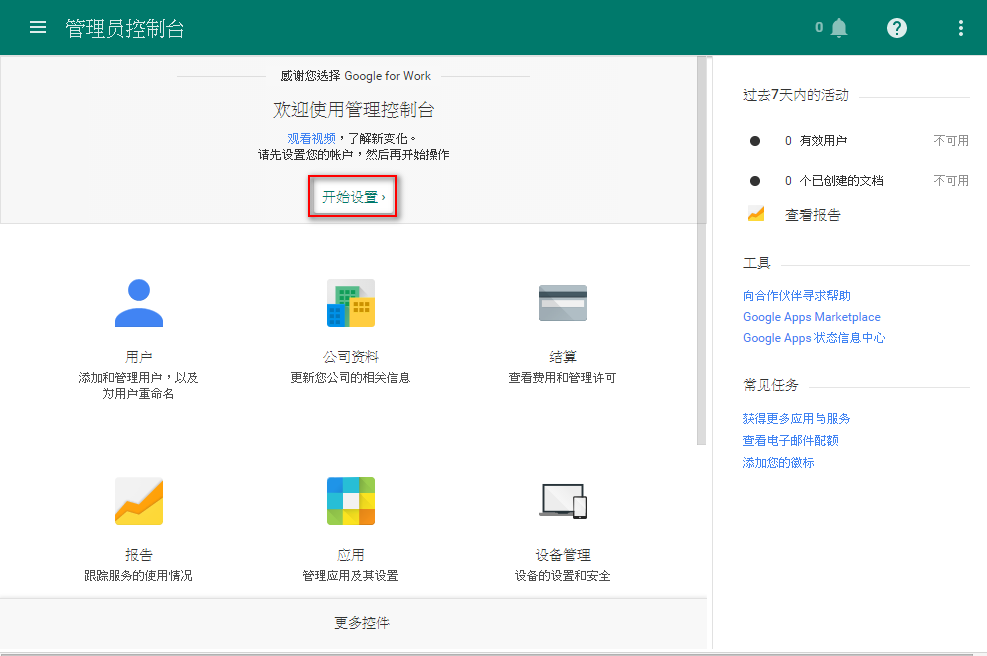 管理员控制台
0
感谢您选择 Google for Work
欢迎使用管理控制台
观看视频，了解新变化。
请先设置您的帐户，然后再开始操作
开始设置 ›
用户
添加和管理用户，以及
为用户重命名
公司资料
更新您公司的相关信息
结算
查看费用和管理许可
报告
跟踪服务的使用情况
应用
管理应用及其设置
设备管理
设备的设置和安全
更多控件
过去7天内的活动
0 有效用户 不可用
0 个已创建的文档 不可用
查看报告
工具
向合作伙伴寻求帮助
Google Apps Marketplace
Google Apps 状态信息中心
常见任务
获得更多应用与服务
查看电子邮件配额
添加您的徽标